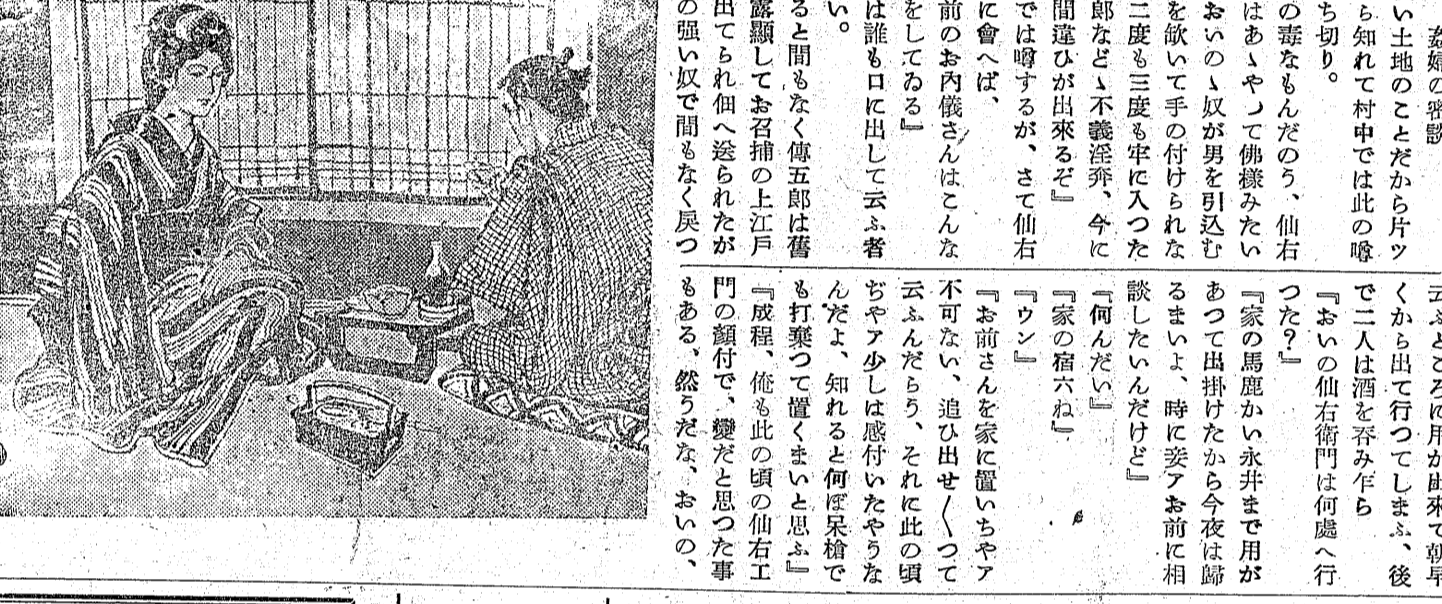 姦婦の密談
い土地のことだから片ッ
ら知れて村中では此の噂
ち切り。
の毒なもんだのう、仙右
はあゝやつて佛樣みたい
おいのゝ奴が男を引込む
を欹いて手の付けられな
二度も三度も牢に入つた
郎などゝ不義淫奔、今に
間違ひが出來るぞ』
では噂するが、さて仙右
に會へば、
前のお内儀さんはこんな
をしてゐる』
は誰も口に出して云ふ者
い。
ると間もなく傳五郎は舊
露顯してお召捕の上江戸
出てられ佃へ送られたが
の强い奴で間もなく戻つ
云ふところに用が出來て朝早
くから出て行つてしまふ、後
で二人は酒を呑み乍ら
『おいの仙右衞門は何處へ行
つた？』
『家の馬鹿かい永井まで用が
あつて出掛けたから今夜は歸
るまいよ、時に妾アお前に相
談したいんだけど』
『何んだい』
『家の宿六ね』
『ウン』
『お前さんを家に置いちやア
不可ない、追ひ出せ〱つて
云ふんだらう、それに此の頃
ぢやア少しは感付いたやうな
んだよ、知れると何ぼ呆槍で
も打棄つて置くまいと思ふ』
『成程、俺も此の頃の仙右エ
門の顏付で、變だと思つた事
もある、然うだな、おいの、